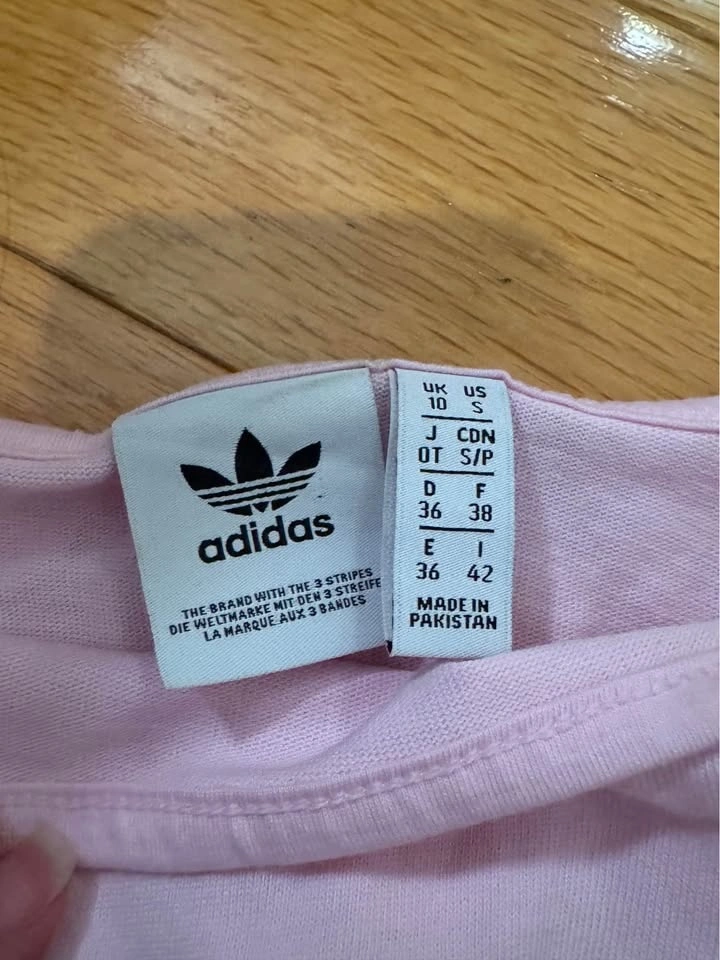 adidas
THE BRAND WITH THE 3 STRIPES
DIE WELTMARKE MIT DEN 3 STREIFE
LA MARQUE AUX 3 BANDES
UK US
10 S
J CDN
OT S/P
D F
36 38
E I
36 42
MADE IN
PAKISTAN